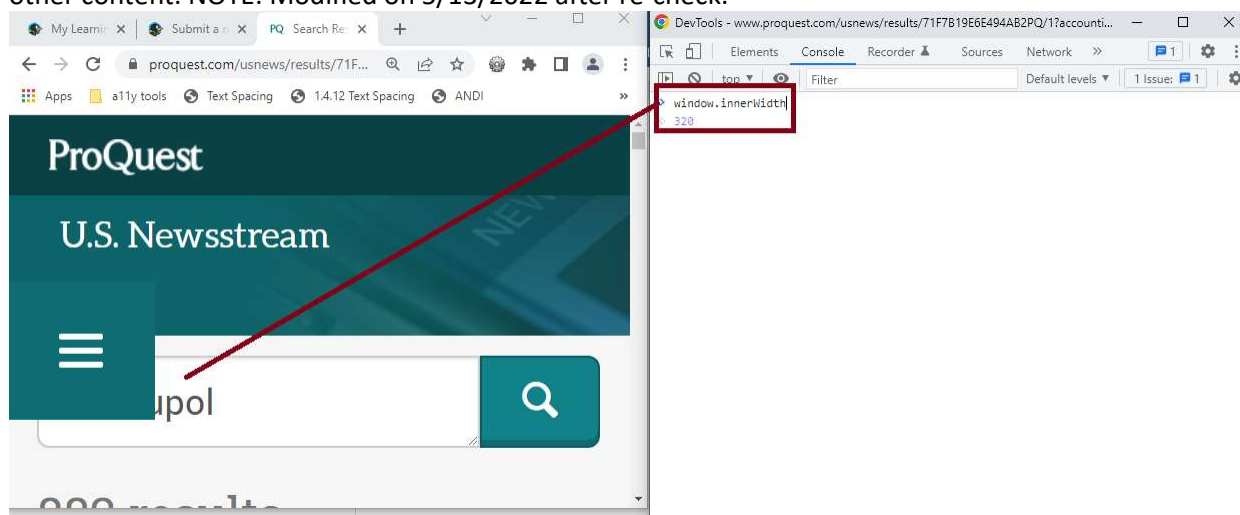 other content. NOTE: Modified on 5/13/2022 after re-check.
My Learnin
Submit a n
PQ Search Re
proquest.com/usnews/results/71F...
Apps
a11y tools
Text Spacing
1.4.12 Text Spacing
ANDI
»
ProQuest
U.S. Newsstream
NEW
upol
results
DevTools - www.proquest.com/usnews/results/71F7B19E6E494AB2PQ/1?accounti...
Elements
Console
Recorder
Sources
Network
»
1
top
Filter
Default levels
1 Issue:
1
window.innerWidth
320